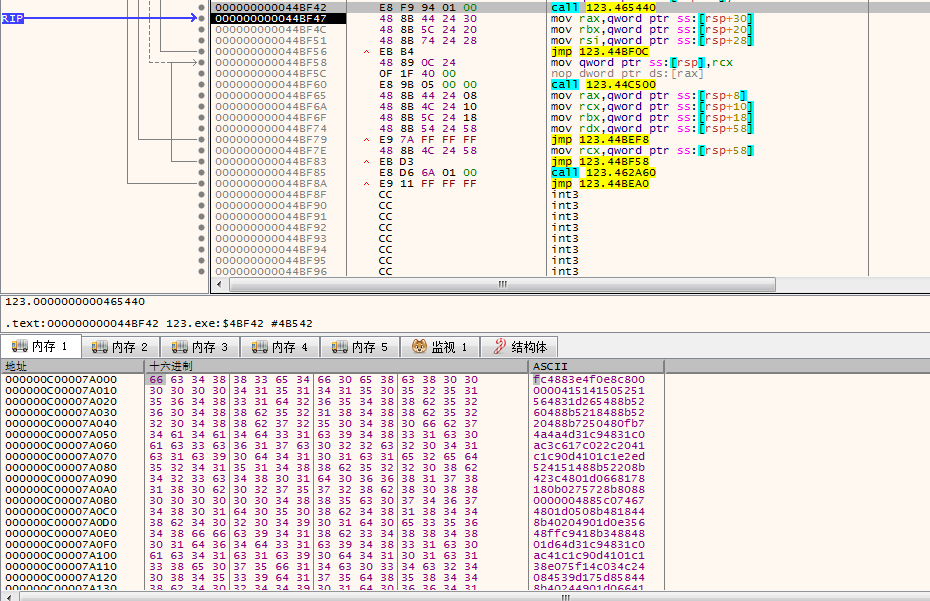 000000000044BF42 E8 F9 94 01 00 call 123.465440
RIP 000000000044BF47 48 8B 44 24 30 mov rax,qword ptr ss:[rsp+30]
000000000044BF4C 48 8B 5C 24 20 mov rbx,qword ptr ss:[rsp+20]
000000000044BF51 48 8B 74 24 28 mov rsi,qword ptr ss:[rsp+28]
000000000044BF56 ^ EB B4 jmp 123.44BF0C
000000000044BF58 48 89 0C 24 mov qword ptr ss:[rsp],rcx
000000000044BF5C 0F 1F 40 00 nop dword ptr ds:[rax]
000000000044BF60 E8 9B 05 00 00 call 123.44C500
000000000044BF65 48 8B 44 24 08 mov rax,qword ptr ss:[rsp+8]
000000000044BF6A 48 8B 4C 24 10 mov rcx,qword ptr ss:[rsp+10]
000000000044BF6F 48 8B 5C 24 18 mov rbx,qword ptr ss:[rsp+18]
000000000044BF74 48 8B 54 24 58 mov rdx,qword ptr ss:[rsp+58]
000000000044BF79 ^ E9 7A FF FF FF jmp 123.44BEF8
000000000044BF7E 48 8B 4C 24 58 mov rcx,qword ptr ss:[rsp+58]
000000000044BF83 ^ EB D3 jmp 123.44BF58
000000000044BF85 E8 D6 6A 01 00 call 123.462A60
000000000044BF8A ^ E9 11 FF FF FF jmp 123.44BEA0
000000000044BF8F CC int3
000000000044BF90 CC int3
000000000044BF91 CC int3
000000000044BF92 CC int3
000000000044BF93 CC int3
000000000044BF94 CC int3
000000000044BF95 CC int3
000000000044BF96 CC int3
123.0000000000465440
.text:000000000044BF42 123.exe:$4BF42 #4B542
内存 1 内存 2 内存 3 内存 4 内存 5 监视 1 结构体
地址 十六进制 ASCII
000000C00007A000 66 63 34 38 38 33 65 34 66 30 65 38 63 38 30 30 fc4883e4f0e8c800
000000C00007A010 30 30 30 30 34 31 35 31 34 31 35 30 35 32 35 31 0000415141505251
000000C00007A020 35 36 34 38 33 31 64 32 36 35 34 38 38 62 35 32 564831d265488b52
000000C00007A030 36 30 34 38 38 62 35 32 31 38 34 38 38 62 35 32 60488b5218488b52
000000C00007A040 32 30 34 38 38 62 37 32 35 30 34 38 30 66 62 37 20488b7250480fb7
000000C00007A050 34 61 34 61 34 64 33 31 63 39 34 38 33 31 63 30 4a4a4d31c94831c0
000000C00007A060 61 63 33 63 36 31 37 63 30 32 32 63 32 30 34 31 ac3c617c022c2041
000000C00007A070 63 31 63 39 30 64 34 31 30 31 63 31 65 32 65 64 c1c90d4101c1e2ed
000000C00007A080 35 32 34 31 35 31 34 38 38 62 35 32 32 30 38 62 524151488b52208b
000000C00007A090 34 32 33 63 34 38 30 31 64 30 36 36 38 31 37 38 423c4801d0668178
000000C00007A0A0 31 38 30 62 30 32 37 35 37 32 38 62 38 30 38 38 180b0275728b8088
000000C00007A0B0 30 30 30 30 30 30 34 38 38 35 63 30 37 34 36 37 0000004885c07467
000000C00007A0C0 34 38 30 31 64 30 35 30 38 62 34 38 31 38 34 34 4801d0508b481844
000000C00007A0D0 38 62 34 30 32 30 34 39 30 31 64 30 65 33 35 36 8b40204901d0e356
000000C00007A0E0 34 38 66 66 63 39 34 31 38 62 33 34 38 38 34 38 48ffc9418b348848
000000C00007A0F0 30 31 64 36 34 64 33 31 63 39 34 38 33 31 63 30 01d64d31c94831c0
000000C00007A100 61 63 34 31 63 31 63 39 30 64 34 31 30 31 63 31 ac41c1c90d4101c1
000000C00007A110 33 38 65 30 37 35 66 31 34 63 30 33 34 63 32 34 38e075f14c034c24
000000C00007A120 30 38 34 35 33 39 64 31 37 35 64 38 35 38 34 34 084539d175d85844
000000C00007A130 38 62 34 30 32 34 34 39 30 31 64 30 36 36 34 31 8b40244901d06641